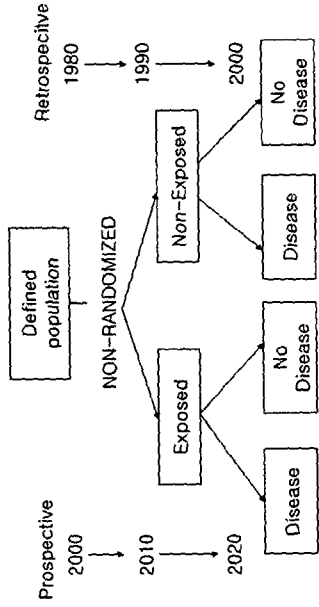 Prospective
2000
2010
2020
Defined
population
NON-RANDOMIZED
Exposed
Non-Exposed
Disease
No
Disease
Disease
No
Disease
Retrospecitve
1980
1990
2000